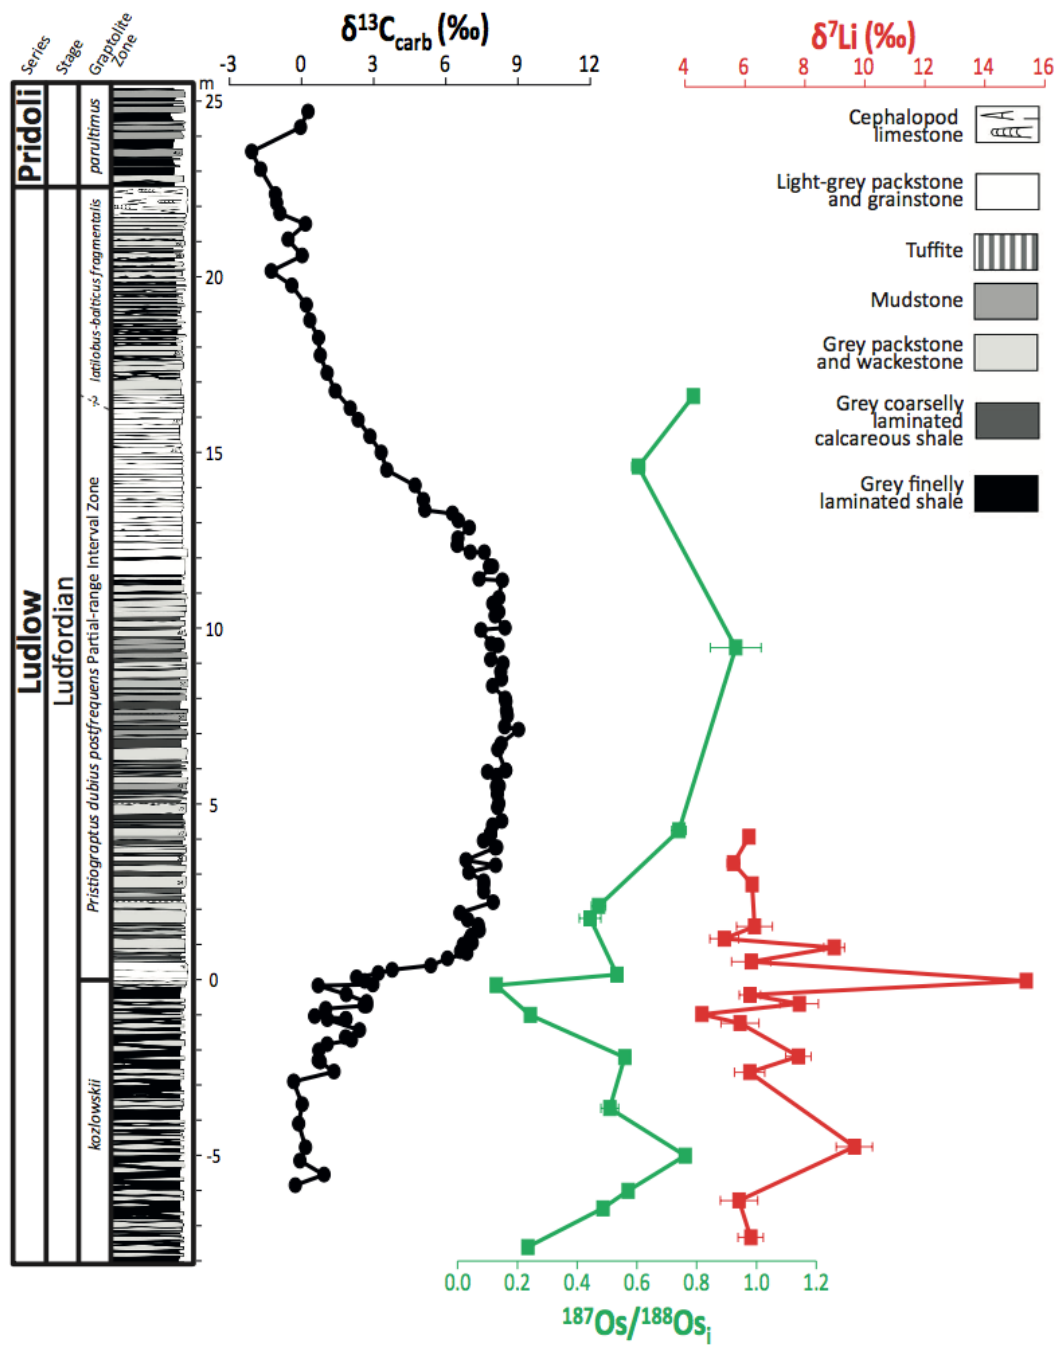 δ¹³C_carb (‰)
-3 0 3 6 9 12
δ⁷Li (‰)
4 6 8 10 12 14 16
Series
Stage
Graptolite
Zone
m
25
20
15
10
5
0
-5
Pridoli
Ludlow
Ludfordian
parultimus
latilobus-balticus fragmentalis
?
Pristiograptus dubius postfrequens Partial-range Interval Zone
kozlowskii
Cephalopod
limestone
Light-grey packstone
and grainstone
Tuffite
Mudstone
Grey packstone
and wackestone
Grey coarselly
laminated
calcareous shale
Grey finelly
laminated shale
0.0 0.2 0.4 0.6 0.8 1.0 1.2
¹⁸⁷Os/¹⁸⁸Osᵢ